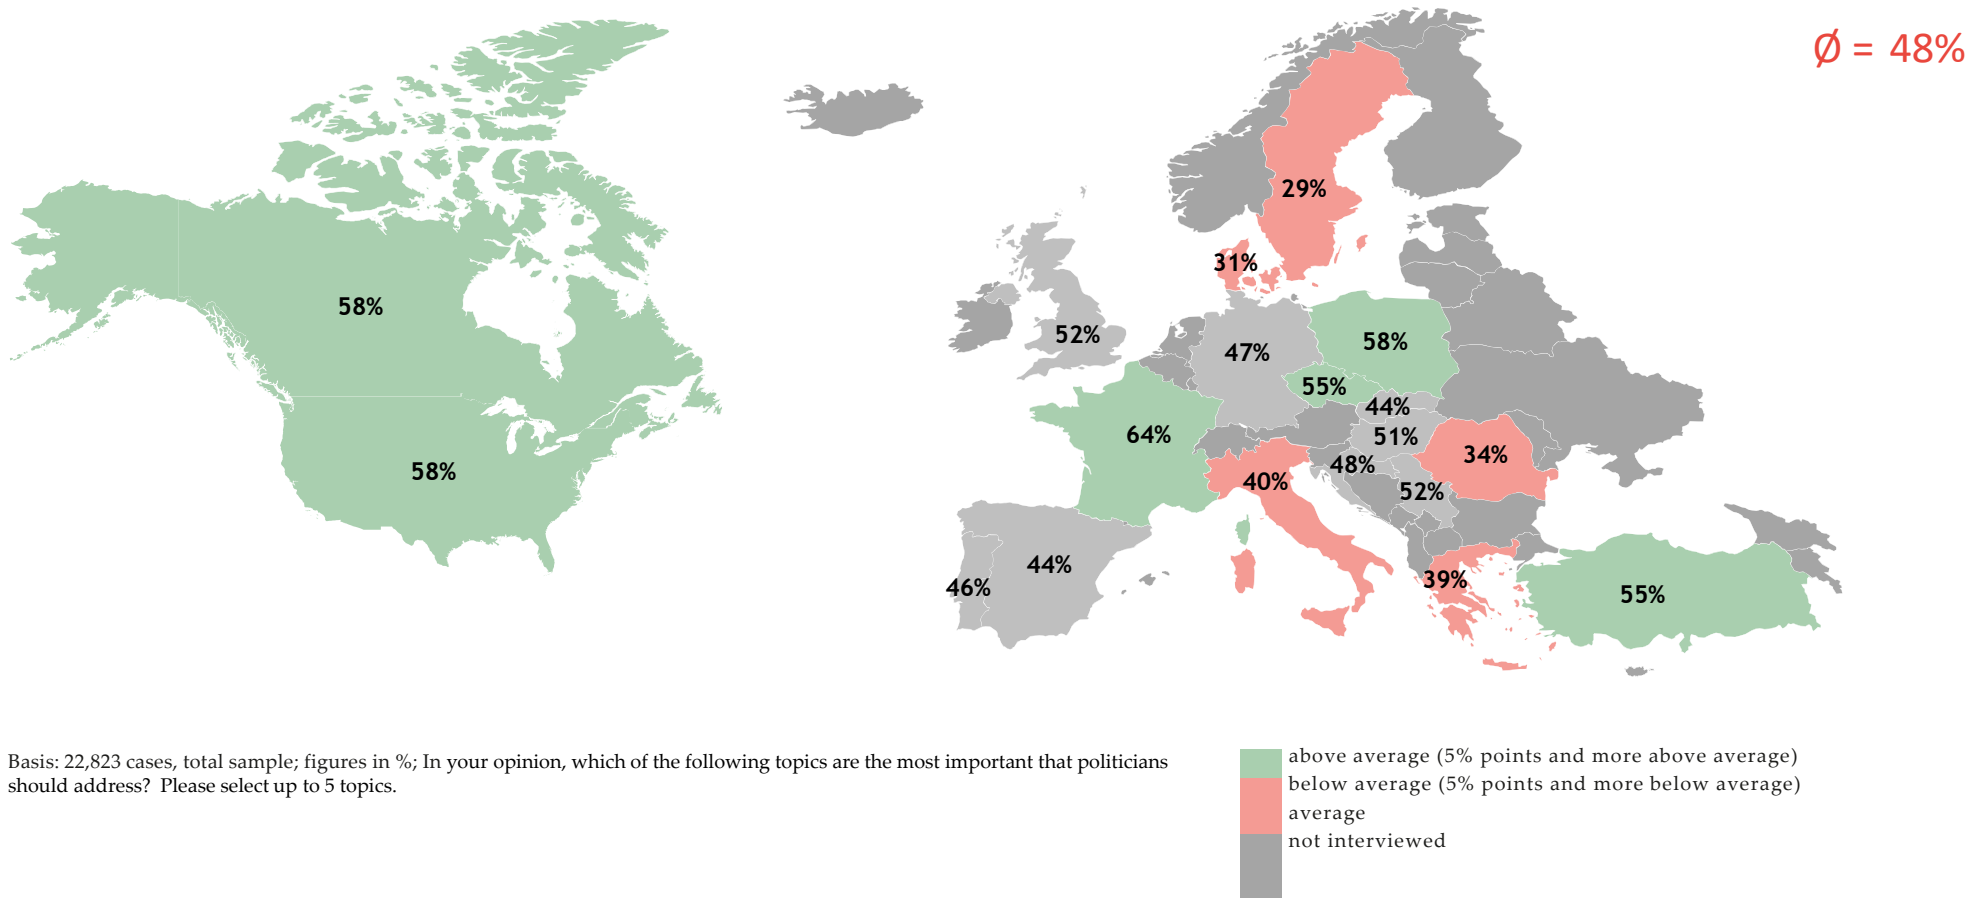 Ø = 48%
29%
31%
58%
52%
58%
47%
55%
44%
64%
51%
34%
48%
58%
40%
52%
44%
39%
46%
55%
Basis: 22,823 cases, total sample; figures in %; In your opinion, which of the following topics are the most important that politicians
should address?  Please select up to 5 topics.
above average (5% points and more above average)
below average (5% points and more below average)
average
not interviewed